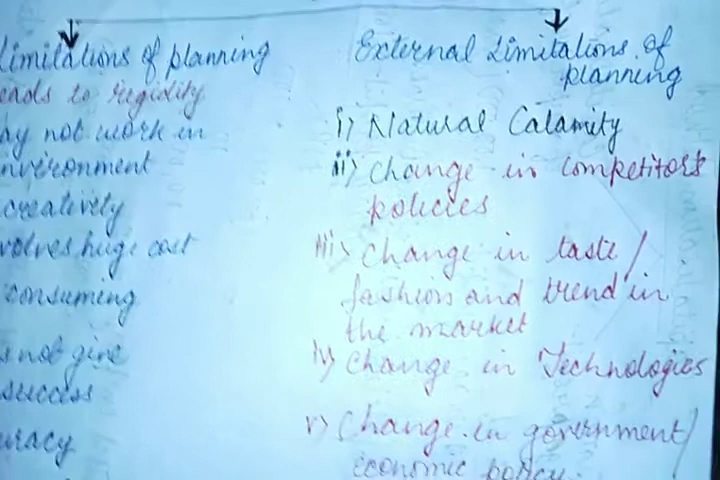 limitations of planning
eads to rigidity
ay not work in
nvironment
creativity
volves huge cost
consuming
s not give
success
uracy
External Limitations of
planning
i) Natural Calamity
ii) Change in competitors
policies
iii) Change in taste/
fashion and trend in
the market
iv) Change in Technologies
v) Change in government/
economic policy.